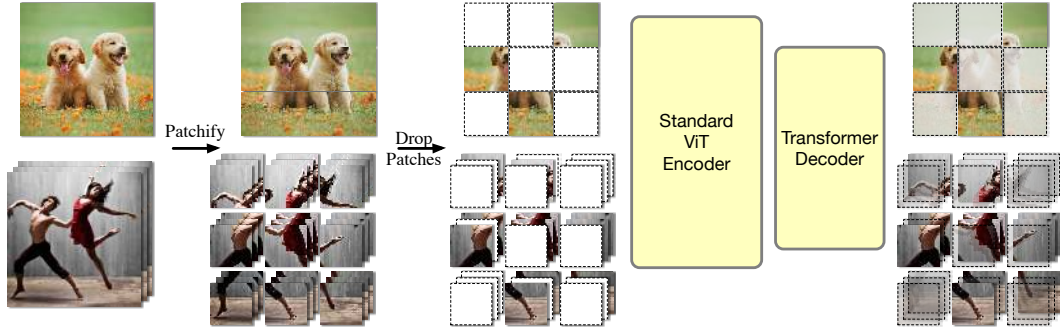 Patchify
Drop
Patches
Standard
ViT
Encoder
Transformer
Decoder